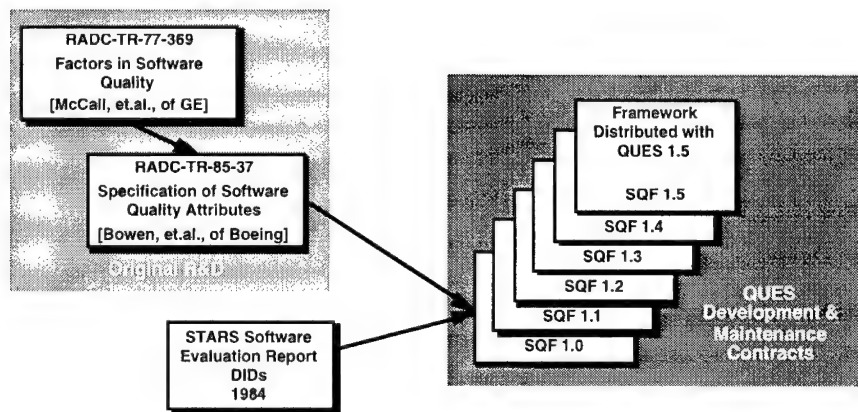 RADC-TR-77-369
Factors in Software
Quality
[McCall, et.al., of GE]
RADC-TR-85-37
Specification of Software
Quality Attributes
[Bowen, et.al., of Boeing]
Original R&D
STARS Software
Evaluation Report
DIDs
1984
Framework
Distributed with
QUES 1.5
SQF 1.5
SQF 1.4
SQF 1.3
SQF 1.2
SQF 1.1
SQF 1.0
QUES
Development &
Maintenance
Contracts